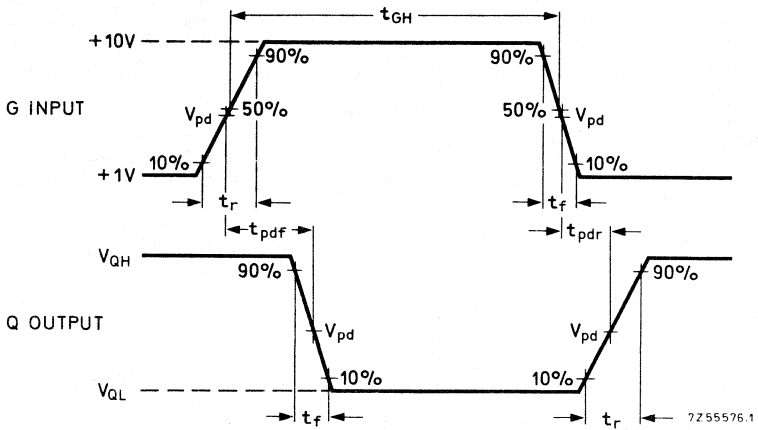 t_GH
+10V
90% 90%
G INPUT
V_pd 50% 50% V_pd
10% 10%
+1V
t_r t_f
t_pdf t_pdr
V_QH
90% 90%
Q OUTPUT
V_pd V_pd
10% 10%
V_QL
t_f t_r
7Z55576.1